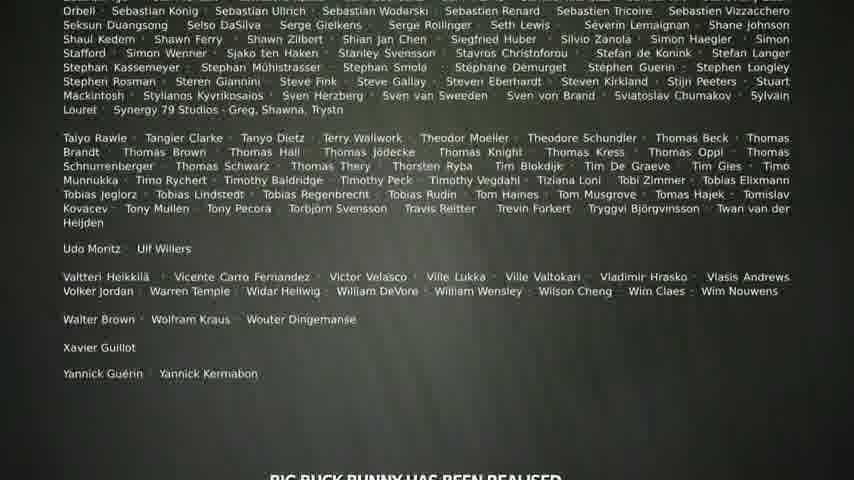 Orbell · Sebastian König · Sebastian Ullrich · Sebastian Wodarski · Sebastien Renard · Sebastien Tricoire · Sebastien Vizzacchero
Seksun Duangsong · Selso DaSilva · Serge Gielkens · Serge Rollinger · Seth Lewis · Séverin Lemaignan · Shane Johnson
Shaul Kedem · Shawn Ferry · Shawn Zilbert · Shian Jan Chen · Siegfried Huber · Silvio Zanola · Simon Haegler · Simon
Stafford · Simon Wenner · Sjako ten Haken · Stanley Svensson · Stavros Christoforou · Stefan de Konink · Stefan Langer
Stephan Kassemeyer · Stephan Mühlstrasser · Stephan Smola · Stéphane Démurget · Stéphen Guerin · Stephen Longley
Stephen Rosman · Steren Giannini · Steve Fink · Steve Gallay · Steven Eberhardt · Steven Kirkland · Stijn Peeters · Stuart
Mackintosh · Stylianos Kyvrikosaios · Sven Herzberg · Sven van Sweeden · Sven von Brand · Sviatoslav Chumakov · Sylvain
Louret · Synergy 79 Studios - Greg, Shawna, Trystn
Taiyo Rawle · Tangier Clarke · Tanyo Dietz · Terry Wallwork · Theodor Moeller · Theodore Schundler · Thomas Beck · Thomas
Brandt · Thomas Brown · Thomas Hall · Thomas Jödecke · Thomas Knight · Thomas Kress · Thomas Oppl · Thomas
Schnurrenberger · Thomas Schwarz · Thomas Thery · Thorsten Ryba · Tim Blokdijk · Tim De Graeve · Tim Gies · Timo
Munnukka · Timo Rychert · Timothy Baldridge · Timothy Peck · Timothy Vegdahl · Tiziana Loni · Tobi Zimmer · Tobias Elixmann
Tobias Jeglorz · Tobias Lindstedt · Tobias Regenbrecht · Tobias Rudin · Tom Haines · Tom Musgrove · Tomas Hajek · Tomislav
Kovacev · Tony Mullen · Tony Pecora · Torbjörn Svensson · Travis Reitter · Trevin Forkert · Tryggvi Björgvinsson · Twan van der
Heijden
Udo Moritz · Ulf Willers
Valtteri Heikkilä · Vicente Carro Fernandez · Victor Velasco · Ville Lukka · Ville Valtokari · Vladimir Hrasko · Vlasis Andrews
Volker Jordan · Warren Temple · Widar Hellwig · William DeVore · William Wensley · Wilson Cheng · Wim Claes · Wim Nouwens
Walter Brown · Wolfram Kraus · Wouter Dingemanse
Xavier Guillot
Yannick Guérin · Yannick Kermabon
BIG BUCK BUNNY HAS BEEN REALISED